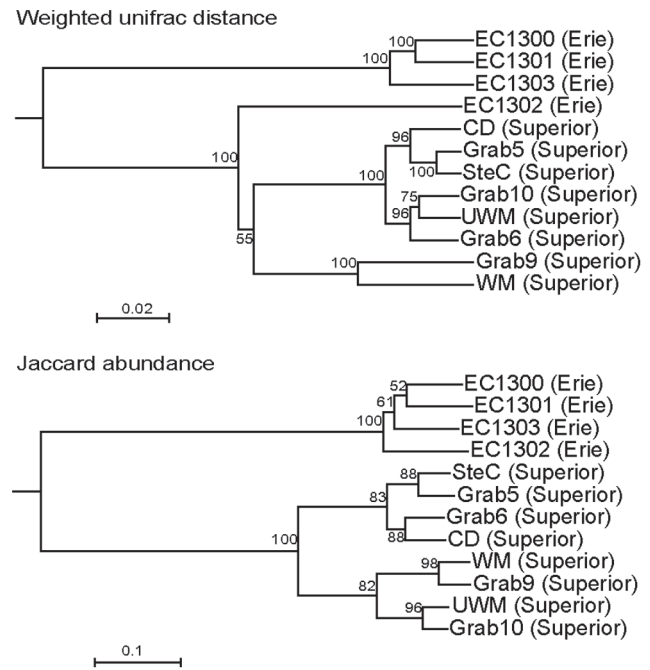 Weighted unifrac distance
100
EC1300 (Erie)
100
EC1301 (Erie)
EC1303 (Erie)
EC1302 (Erie)
96
CD (Superior)
100
Grab5 (Superior)
100
100
SteC (Superior)
75
Grab10 (Superior)
96
UWM (Superior)
55
Grab6 (Superior)
100
Grab9 (Superior)
WM (Superior)
0.02
Jaccard abundance
52
EC1300 (Erie)
61
EC1301 (Erie)
100
EC1303 (Erie)
EC1302 (Erie)
88
SteC (Superior)
83
Grab5 (Superior)
Grab6 (Superior)
100
88
CD (Superior)
98
WM (Superior)
82
Grab9 (Superior)
96
UWM (Superior)
Grab10 (Superior)
0.1